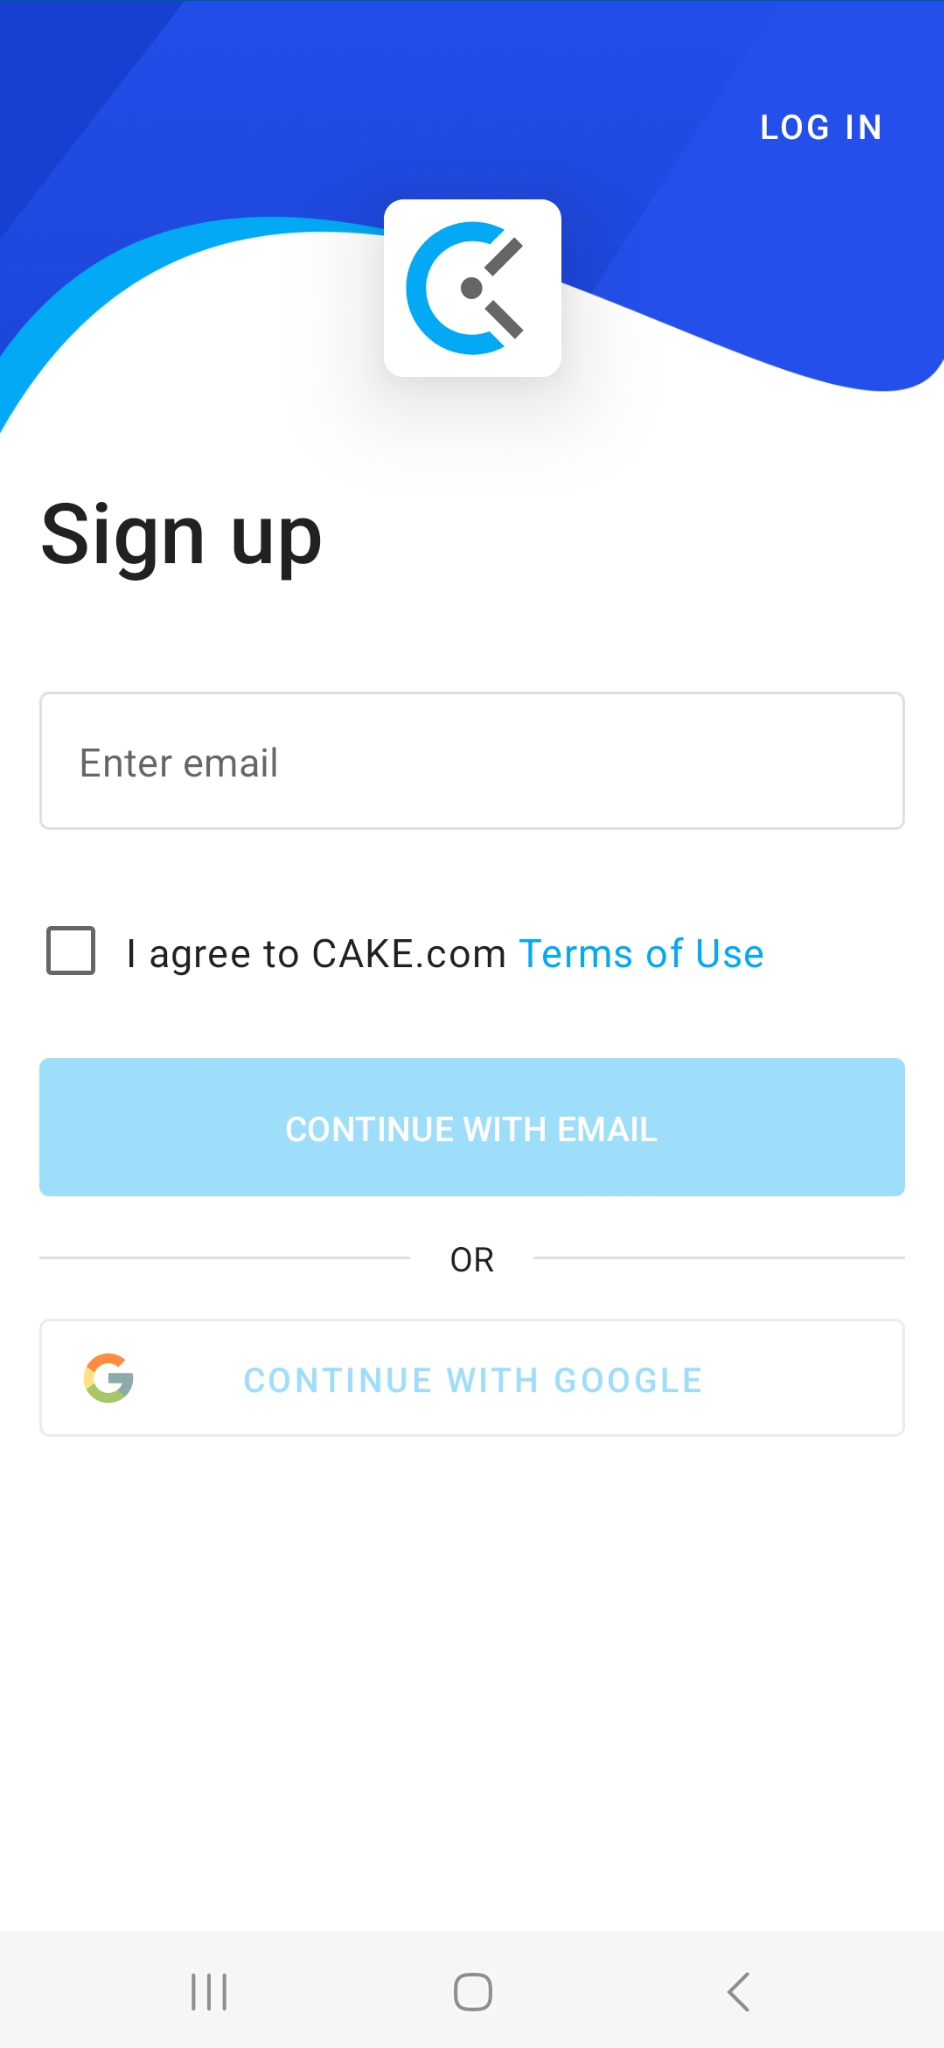 LOG IN
Sign up
Enter email
I agree to CAKE.com Terms of Use
CONTINUE WITH EMAIL
OR
CONTINUE WITH GOOGLE